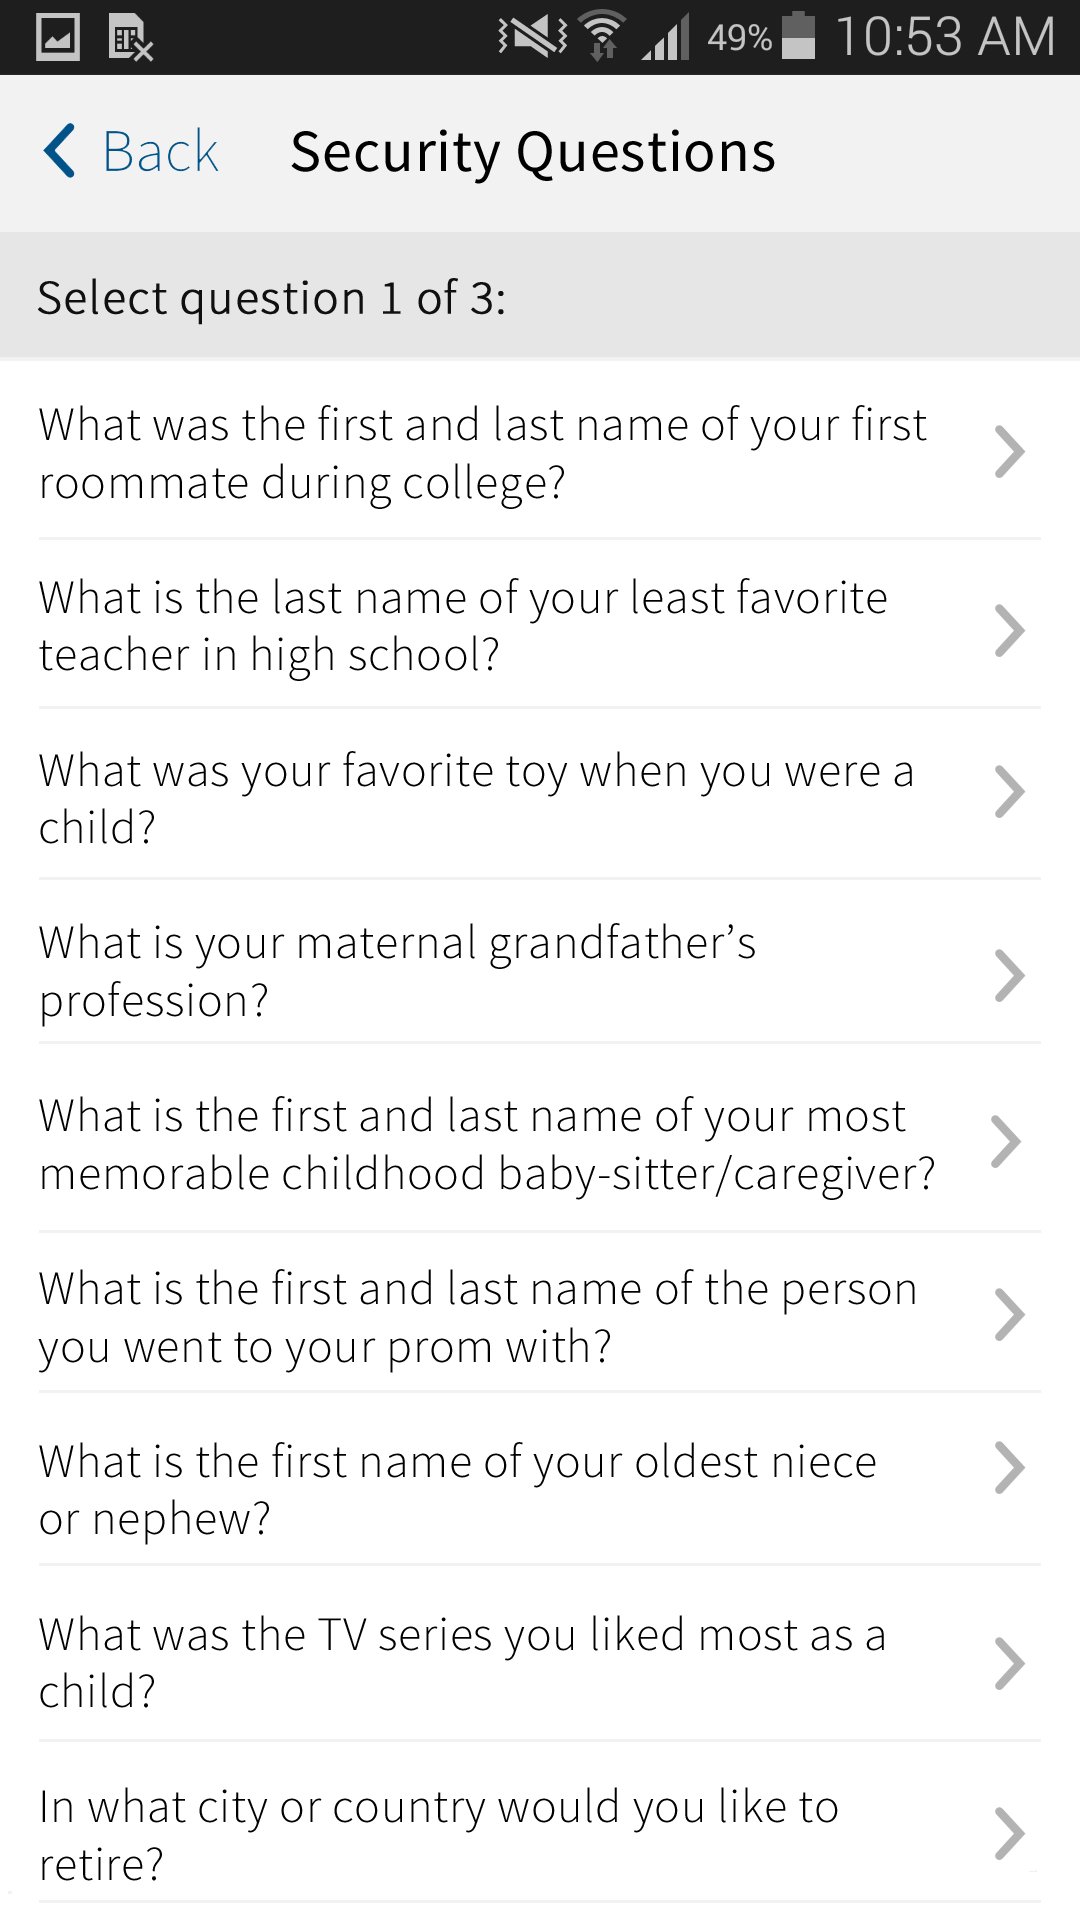 49% 10:53 AM
Back Security Questions
Select question 1 of 3:
What was the first and last name of your first
roommate during college?
What is the last name of your least favorite
teacher in high school?
What was your favorite toy when you were a
child?
What is your maternal grandfather’s
profession?
What is the first and last name of your most
memorable childhood baby-sitter/caregiver?
What is the first and last name of the person
you went to your prom with?
What is the first name of your oldest niece
or nephew?
What was the TV series you liked most as a
child?
In what city or country would you like to
retire?